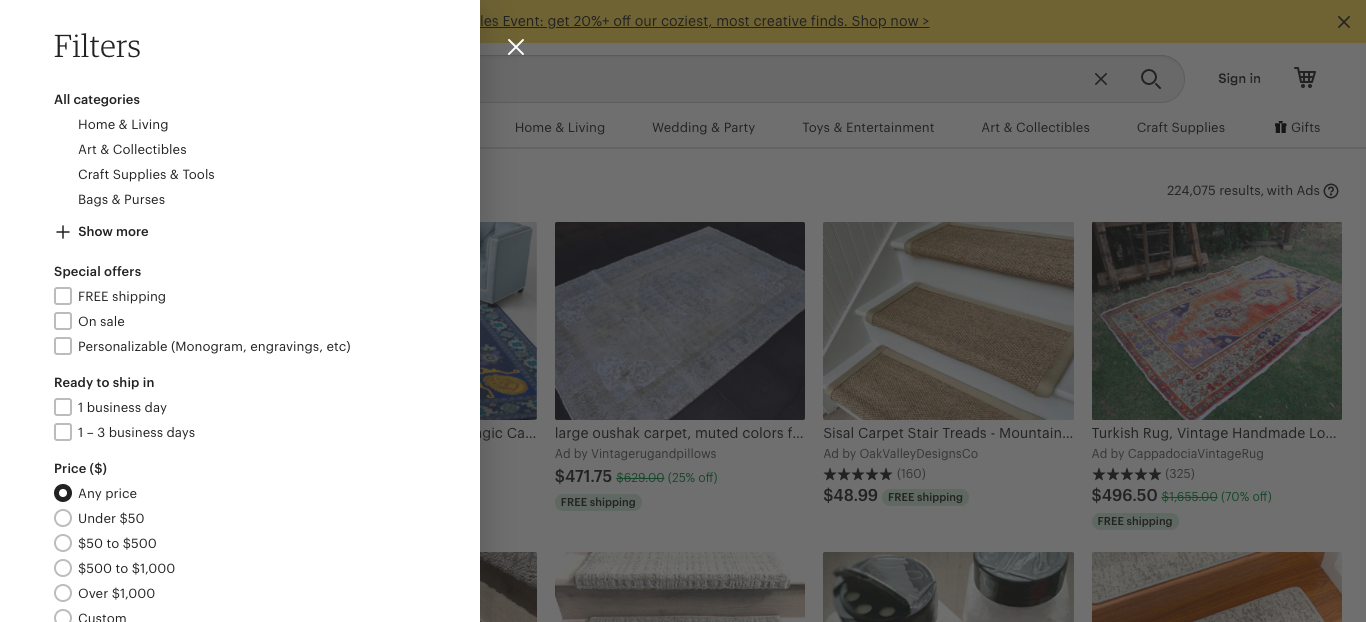 Filters
All categories
Home & Living
Art & Collectibles
Craft Supplies & Tools
Bags & Purses
Show more
Special offers
FREE shipping
On sale
Personalizable (Monogram, engravings, etc)
Ready to ship in
1 business day
1 – 3 business days
Price ($)
Any price
Under $50
$50 to $500
$500 to $1,000
Over $1,000
Custom
les Event: get 20%+ off our coziest, most creative finds. Shop now >
Sign in
Home & Living
Wedding & Party
Toys & Entertainment
Art & Collectibles
Craft Supplies
Gifts
224,075 results, with Ads
gic Ca...
large oushak carpet, muted colors f...
Ad by Vintagerugandpillows
$471.75 $629.00 (25% off)
FREE shipping
Sisal Carpet Stair Treads - Mountain...
Ad by OakValleyDesignsCo
(160)
$48.99 FREE shipping
Turkish Rug, Vintage Handmade Lo...
Ad by CappadociaVintageRug
(325)
$496.50 $1,655.00 (70% off)
FREE shipping